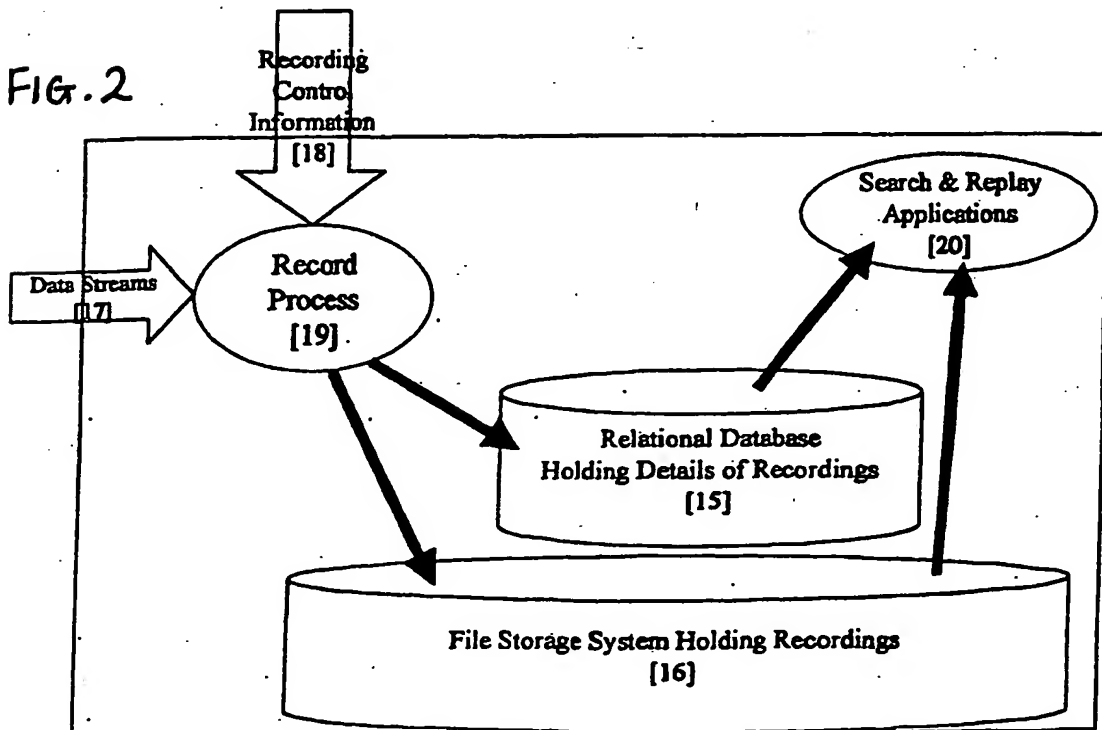 FIG. 2
Recording
Control
Information
[18]
Search & Replay
Applications
[20]
Record
Process
[19]
Data Streams
[17]
Relational Database
Holding Details of Recordings
[15]
File Storage System Holding Recordings
[16]